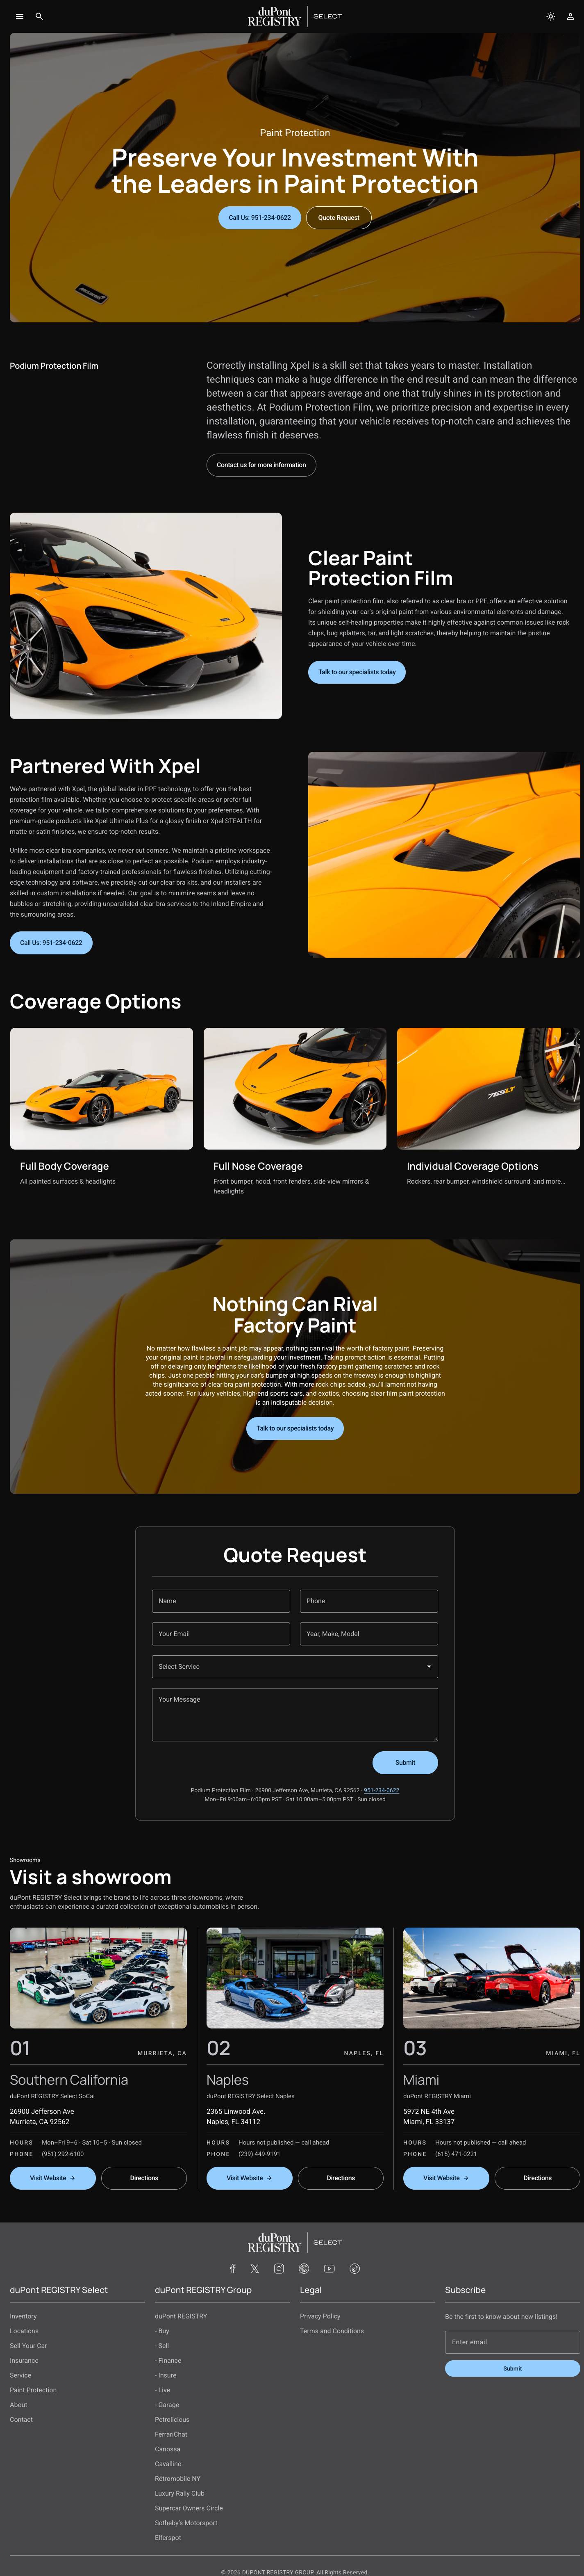 duPont
REGISTRY
SELECT
Paint Protection
Preserve Your Investment With
the Leaders in Paint Protection
Call Us: 951-234-0622
Quote Request
Podium Protection Film
Correctly installing Xpel is a skill set that takes years to master. Installation
techniques can make a huge difference in the end result and can mean the difference
between a car that appears average and one that truly shines in its protection and
aesthetics. At Podium Protection Film, we prioritize precision and expertise in every
installation, guaranteeing that your vehicle receives top-notch care and achieves the
flawless finish it deserves.
Contact us for more information
Clear Paint
Protection Film
Clear paint protection film, also referred to as clear bra or PPF, offers an effective solution
for shielding your car's original paint from various environmental elements and damage.
Its unique self-healing properties make it highly effective against common issues like rock
chips, bug splatters, tar, and light scratches, thereby helping to maintain the pristine
appearance of your vehicle over time.
Talk to our specialists today
Partnered With Xpel
We've partnered with Xpel, the global leader in PPF technology, to offer you the best
protection film available. Whether you choose to protect specific areas or prefer full
coverage for your vehicle, we tailor comprehensive solutions to your preferences. With
premium-grade products like Xpel Ultimate Plus for a glossy finish or Xpel STEALTH for
matte or satin finishes, we ensure top-notch results.
Unlike most clear bra companies, we never cut corners. We maintain a pristine workspace
to deliver installations that are as close to perfect as possible. Podium employs industry-
leading equipment and factory-trained professionals for flawless finishes. Utilizing cutting-
edge technology and software, we precisely cut our clear bra kits, and our installers are
skilled in custom installations if needed. Our goal is to minimize seams and leave no
bubbles or stretching, providing unparalleled clear bra services to the Inland Empire and
the surrounding areas.
Call Us: 951-234-0622
Coverage Options
765LT
Full Body Coverage
All painted surfaces & headlights
Full Nose Coverage
Front bumper, hood, front fenders, side view mirrors &
headlights
Individual Coverage Options
Rockers, rear bumper, windshield surround, and more…
Nothing Can Rival
Factory Paint
No matter how flawless a paint job may appear, nothing can rival the worth of factory paint. Preserving
your original paint is pivotal in safeguarding your investment. Taking prompt action is essential. Putting
off or delaying only heightens the likelihood of your fresh factory paint gathering scratches and rock
chips. Just one pebble hitting your car's bumper at high speeds on the freeway is enough to highlight
the significance of clear bra paint protection. With more rock chips added, you'll lament not having
acted sooner. For luxury vehicles, high-end sports cars, and exotics, choosing clear film paint protection
is an indisputable decision.
Talk to our specialists today
Quote Request
Name
Phone
Your Email
Year, Make, Model
Select Service
Your Message
Submit
Podium Protection Film · 26900 Jefferson Ave, Murrieta, CA 92562 · 951-234-0622
Mon–Fri 9:00am–6:00pm PST · Sat 10:00am–5:00pm PST · Sun closed
Showrooms
Visit a showroom
duPont REGISTRY Select brings the brand to life across three showrooms, where
enthusiasts can experience a curated collection of exceptional automobiles in person.
01
MURRIETA, CA
Southern California
duPont REGISTRY Select SoCal
26900 Jefferson Ave
Murrieta, CA 92562
HOURS Mon–Fri 9–6 · Sat 10–5 · Sun closed
PHONE (951) 292-6100
Visit Website →
Directions
02
NAPLES, FL
Naples
duPont REGISTRY Select Naples
2365 Linwood Ave.
Naples, FL 34112
HOURS Hours not published — call ahead
PHONE (239) 449-9191
Visit Website →
Directions
03
MIAMI, FL
Miami
duPont REGISTRY Miami
5972 NE 4th Ave
Miami, FL 33137
HOURS Hours not published — call ahead
PHONE (615) 471-0221
Visit Website →
Directions
duPont
REGISTRY
SELECT
duPont REGISTRY Select
Inventory
Locations
Sell Your Car
Insurance
Service
Paint Protection
About
Contact
duPont REGISTRY Group
duPont REGISTRY
- Buy
- Sell
- Finance
- Insure
- Live
- Garage
Petrolicious
FerrariChat
Canossa
Cavallino
Rétromobile NY
Luxury Rally Club
Supercar Owners Circle
Sotheby's Motorsport
Elferspot
Legal
Privacy Policy
Terms and Conditions
Subscribe
Be the first to know about new listings!
Enter email
Submit
© 2026 DUPONT REGISTRY GROUP. All Rights Reserved